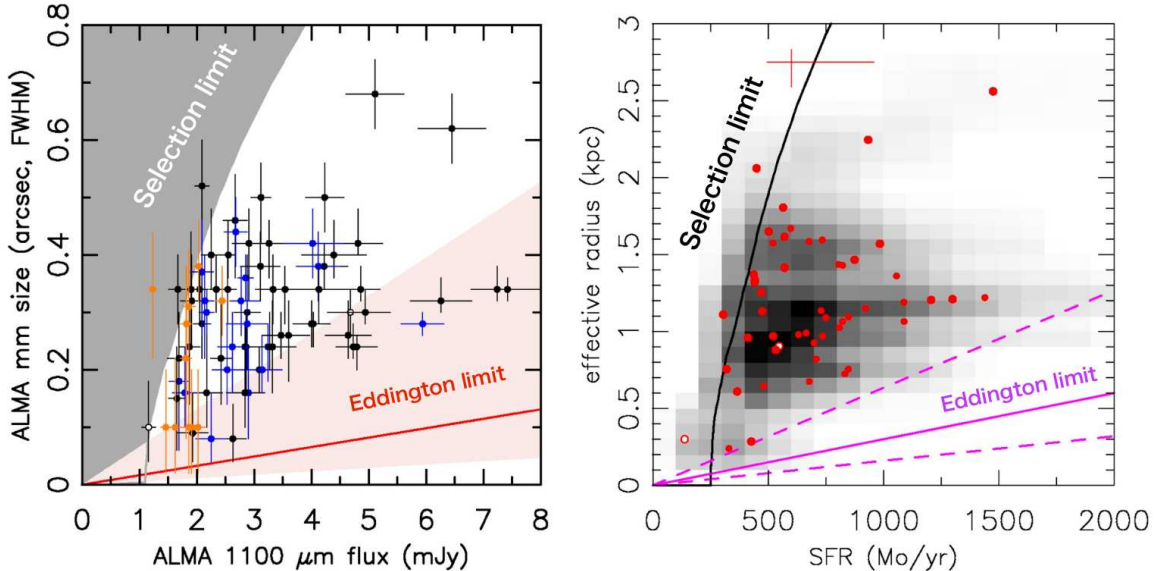 0.8
0.6
0.4
0.2
0
ALMA mm size (arcsec, FWHM)
Selection limit
Eddington limit
0 1 2 3 4 5 6 7 8
ALMA 1100 μm flux (mJy)
3
2.5
2
1.5
1
0.5
0
effective radius (kpc)
Selection limit
Eddington limit
0 500 1000 1500 2000
SFR (Mo/yr)